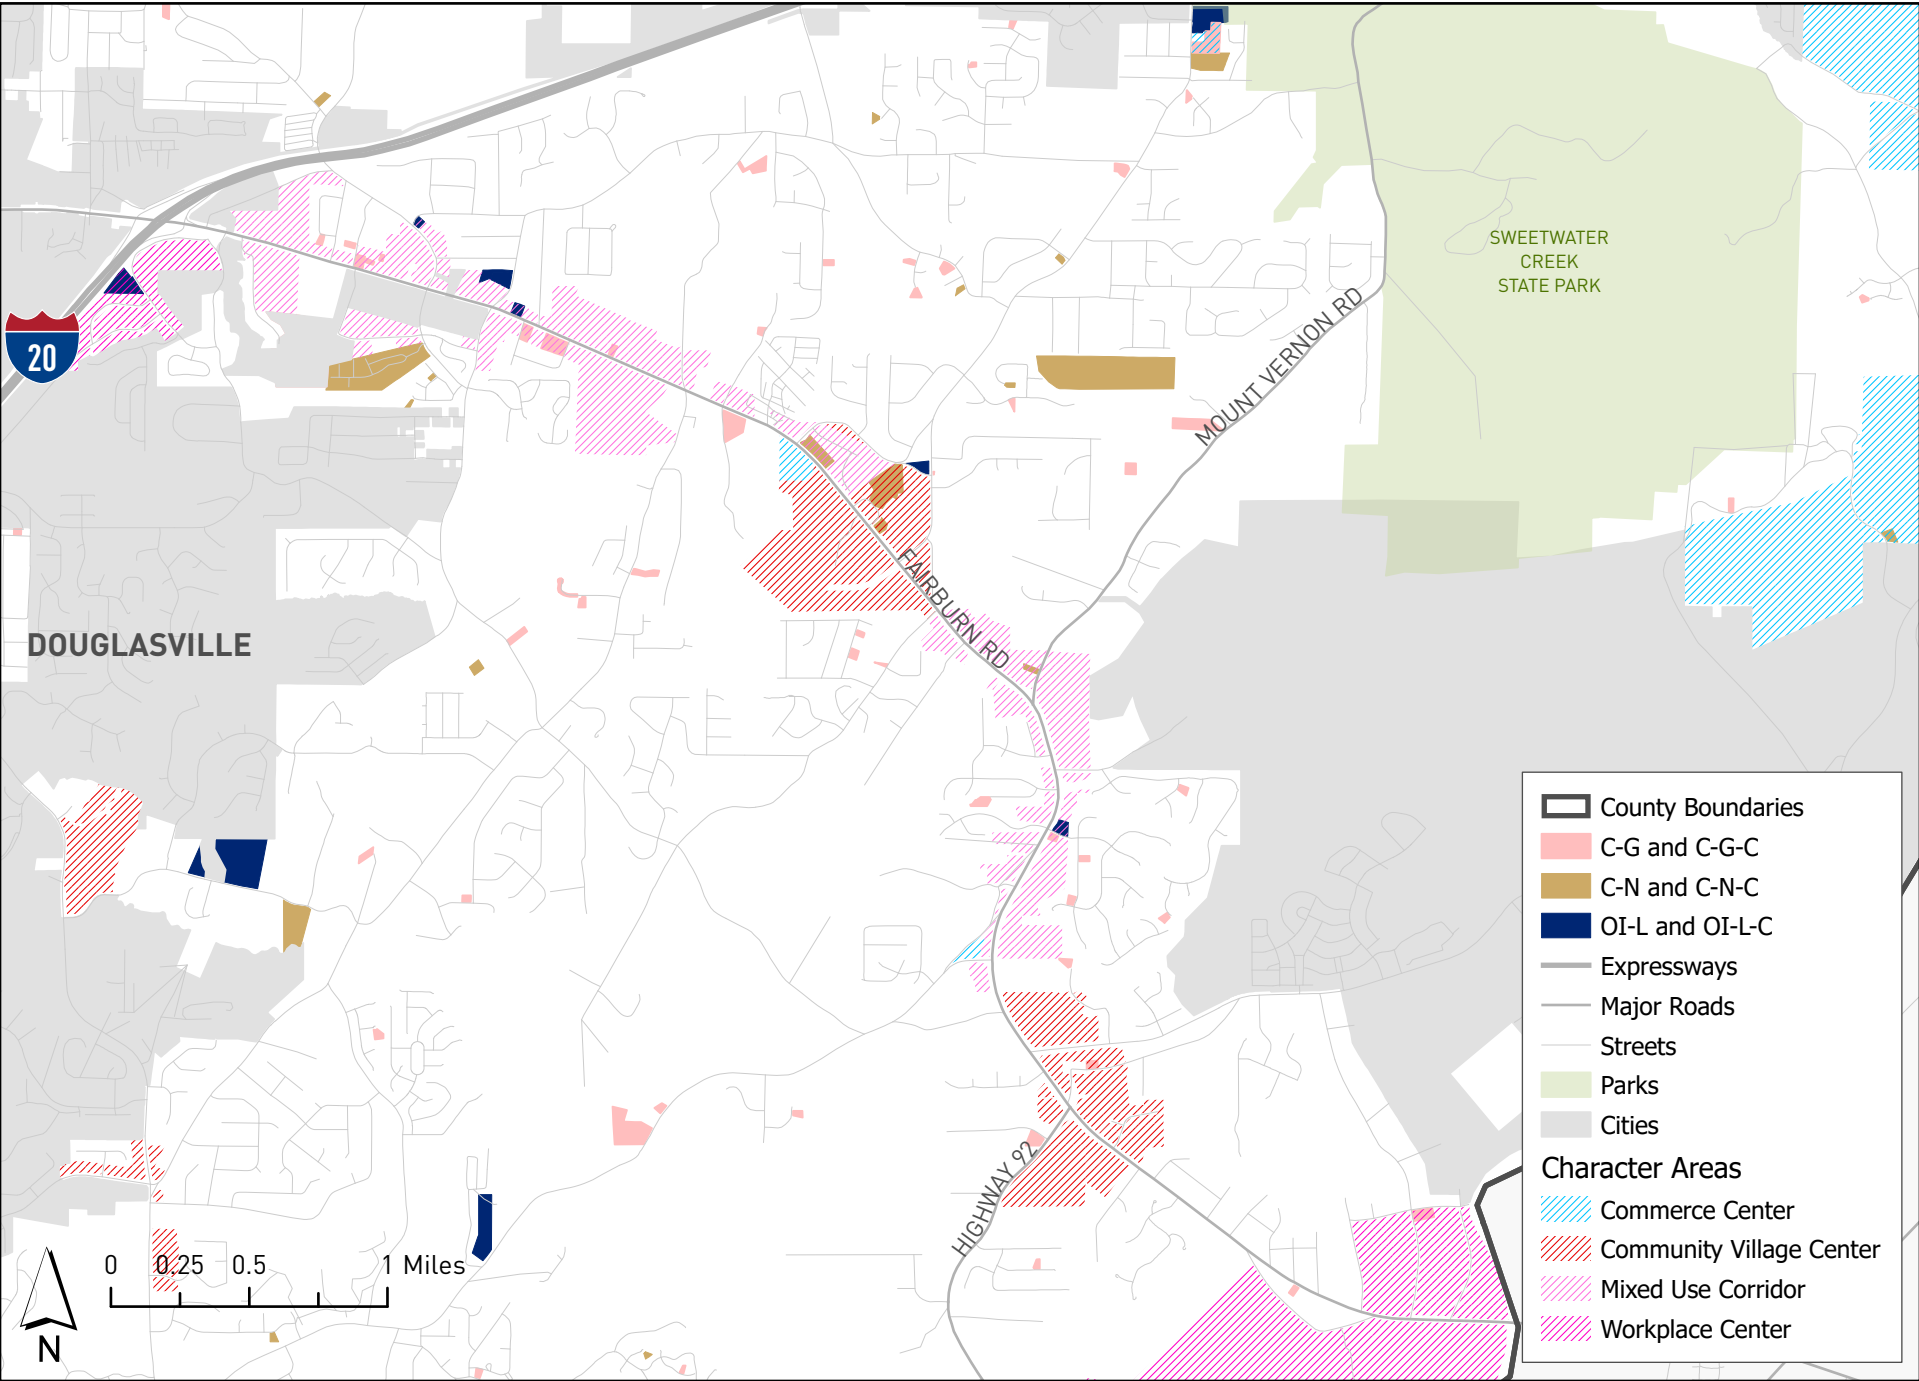 SWEETWATER
CREEK
STATE PARK
MOUNT VERNON RD
20
FAIRBURN RD
DOUGLASVILLE
HIGHWAY 92
0 0.25 0.5 1 Miles
N
County Boundaries
C-G and C-G-C
C-N and C-N-C
OI-L and OI-L-C
Expressways
Major Roads
Streets
Parks
Cities
Character Areas
Commerce Center
Community Village Center
Mixed Use Corridor
Workplace Center